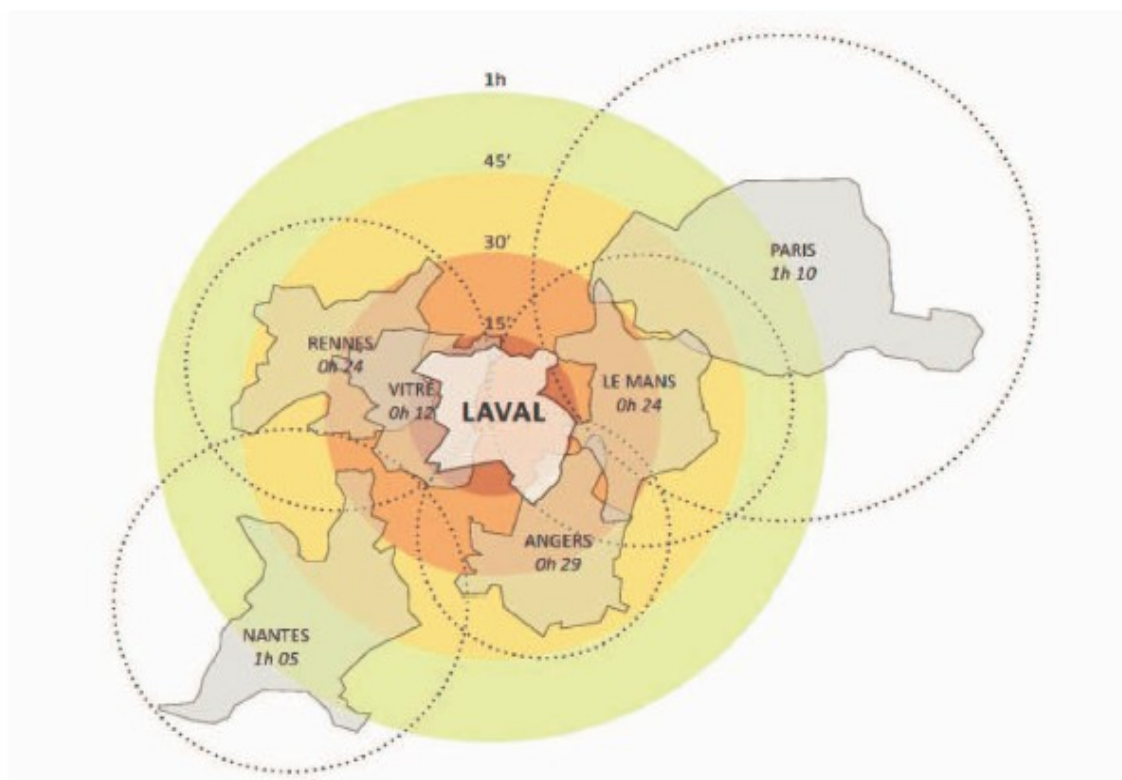 1h
45’
30’
15’
PARIS
1h 10
RENNES
0h 24
VITRÉ
0h 12
LAVAL
LE MANS
0h 24
ANGERS
0h 29
NANTES
1h 05